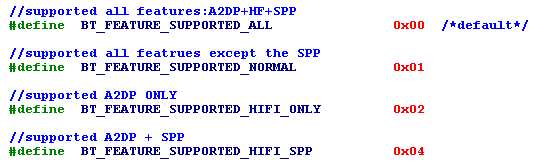 //supported all features:A2DP+HF+SPP
#define BT_FEATURE_SUPPORTED_ALL 0x00 /*default*/
//supported all featrues except the SPP
#define BT_FEATURE_SUPPORTED_NORMAL 0x01
//supported A2DP ONLY
#define BT_FEATURE_SUPPORTED_HIFI_ONLY 0x02
//supported A2DP + SPP
#define BT_FEATURE_SUPPORTED_HIFI_SPP 0x04